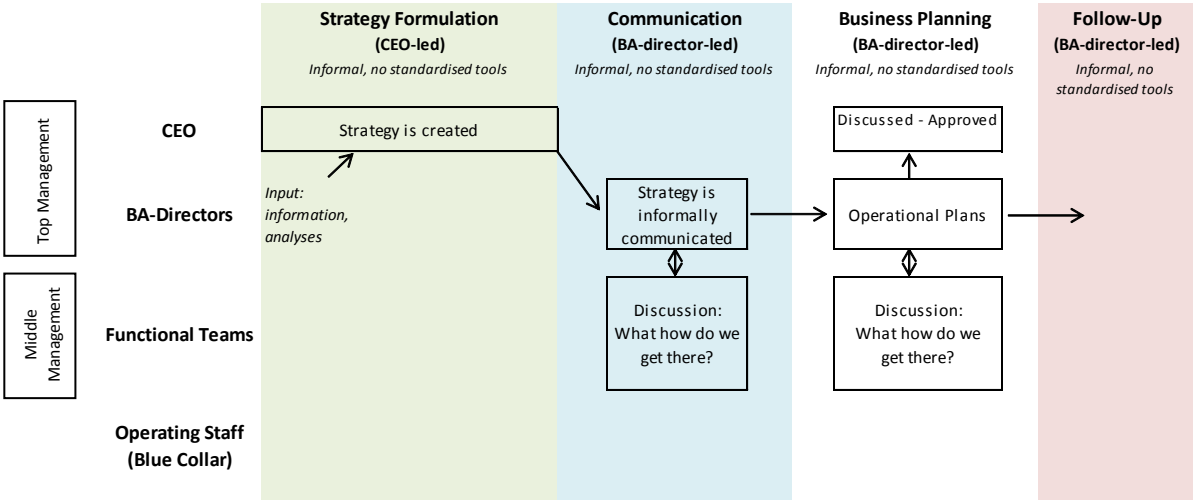 Strategy Formulation
(CEO-led)
Informal, no standardised tools
Communication
(BA-director-led)
Informal, no standardised tools
Business Planning
(BA-director-led)
Informal, no standardised tools
Follow-Up
(BA-director-led)
Informal, no
standardised tools
Top Management
CEO
Strategy is created
Discussed - Approved
BA-Directors
Input:
information,
analyses
Strategy is
informally
communicated
Operational Plans
Middle
Management
Functional Teams
Discussion:
What how do we
get there?
Discussion:
What how do we
get there?
Operating Staff
(Blue Collar)